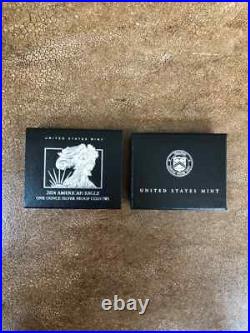 UNITED STATES MINT
2024 AMERICAN EAGLE
ONE OUNCE SILVER PROOF COIN
UNITED STATES MINT